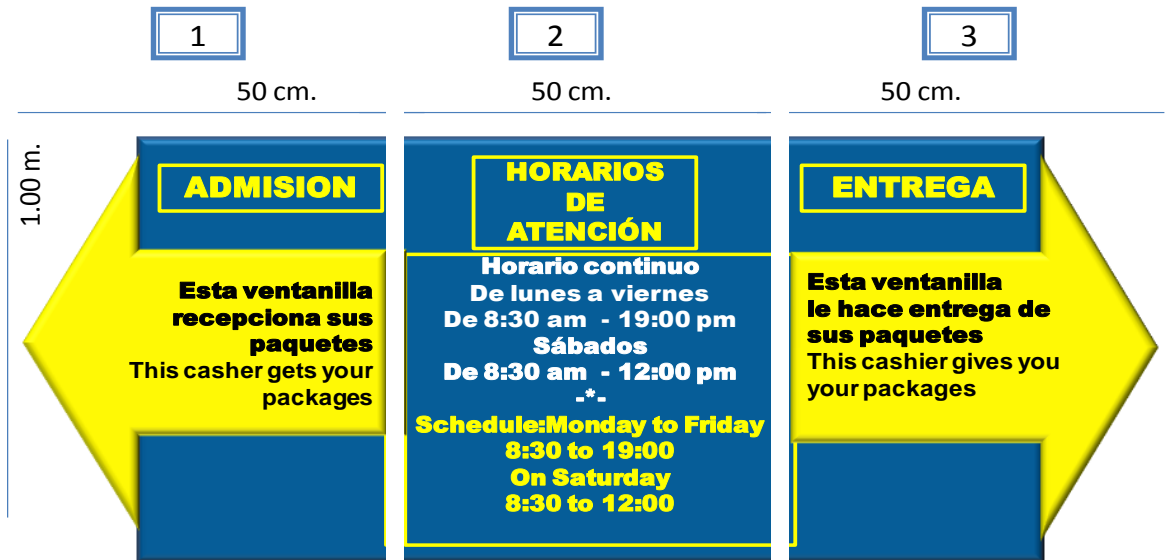 1
2
3
50 cm.
50 cm.
50 cm.
1.00 m.
ADMISION
Esta ventanilla
recepciona sus
paquetes
This casher gets your
packages
HORARIOS
DE
ATENCIÓN
Horario continuo
De lunes a viernes
De 8:30 am - 19:00 pm
Sábados
De 8:30 am - 12:00 pm
-*-
Schedule:Monday to Friday
8:30 to 19:00
On Saturday
8:30 to 12:00
ENTREGA
Esta ventanilla
le hace entrega de
sus paquetes
This cashier gives you
your packages